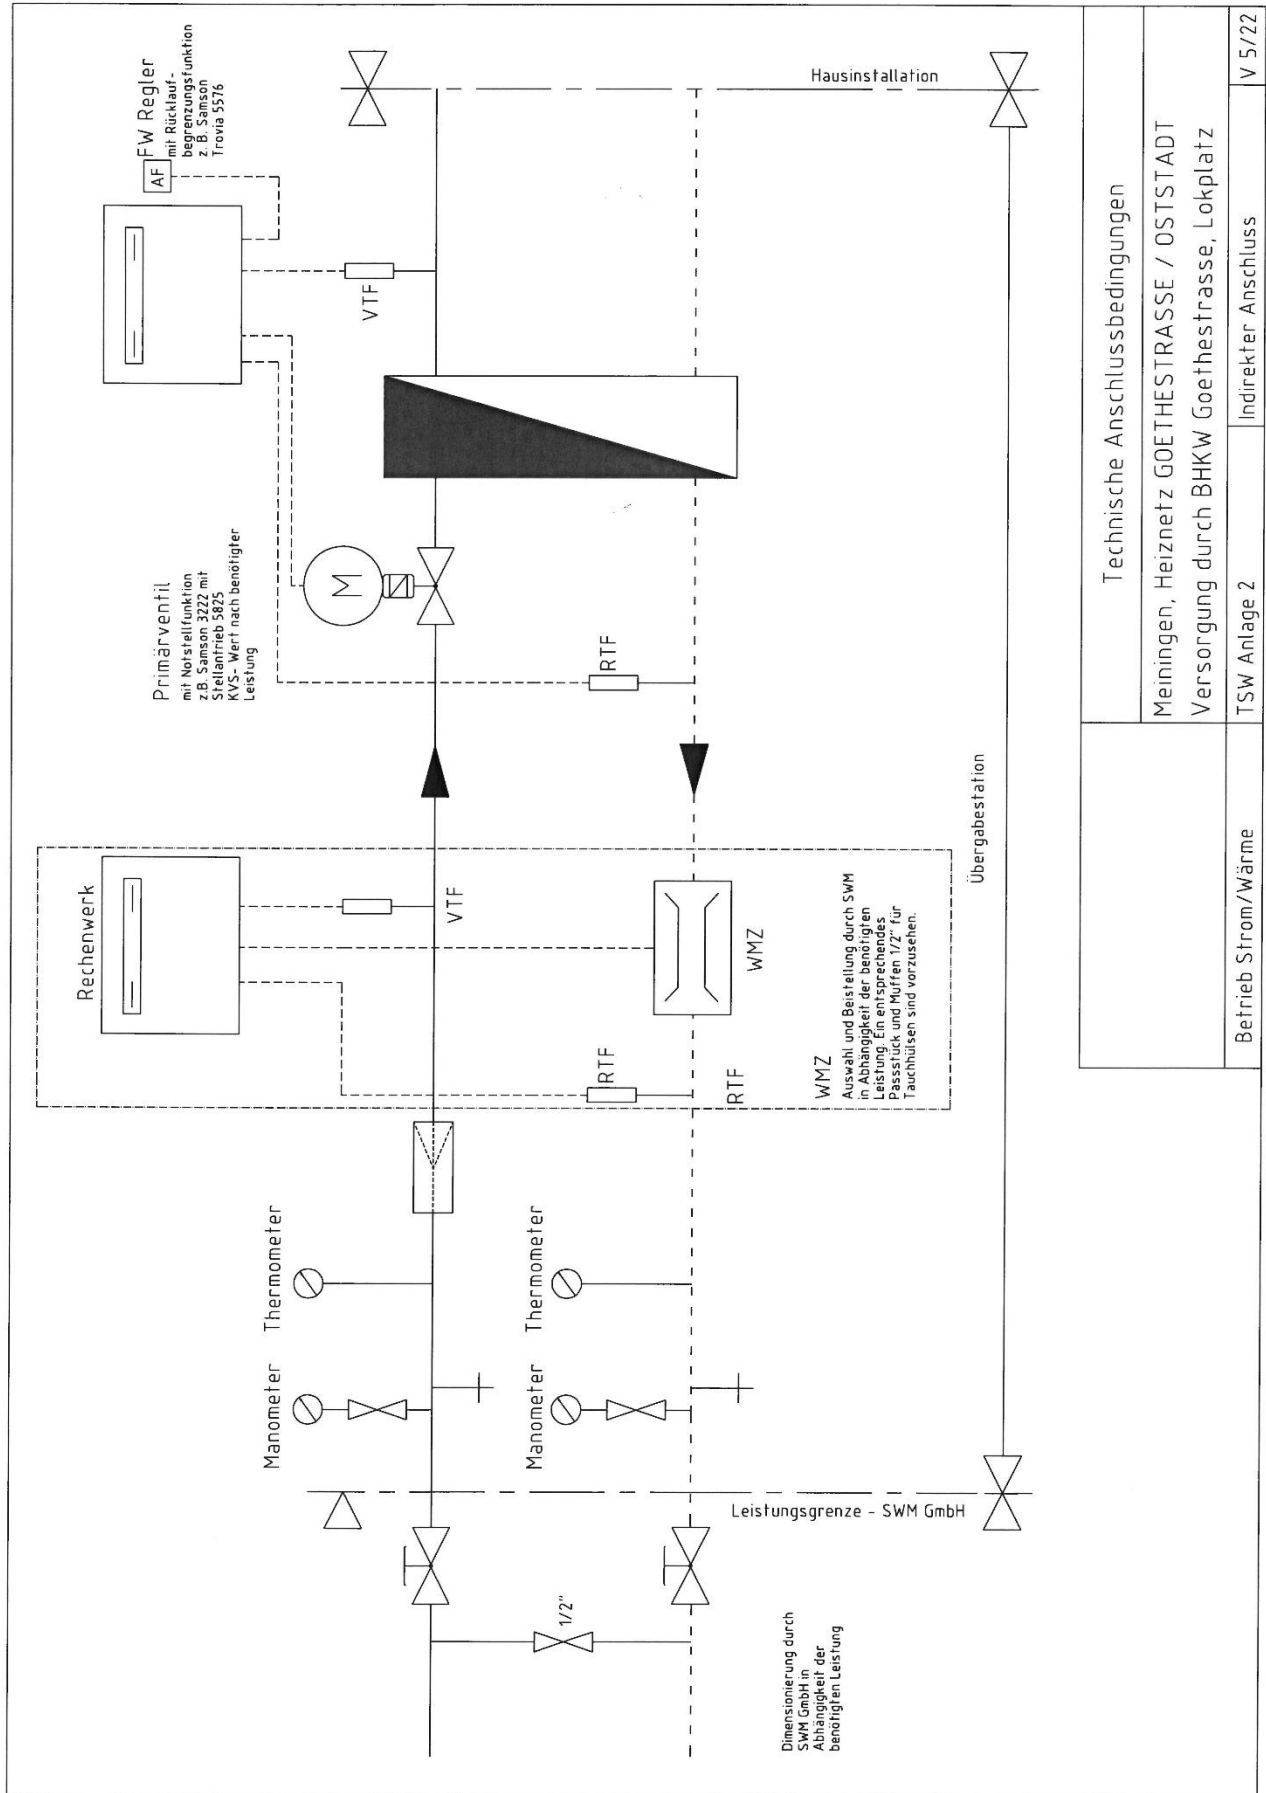 FW Regler
mit Rücklauf-
begrenzungsfunktion
z. B. Samson
Trovia 5576
AF
VTF
Hausinstallation
Primärventil
mit Notstellfunktion
z.B. Samson 3222 mit
Stellantrieb 5825
KVS- Wert nach benötigter
Leistung
M
RTF
Rechenwerk
VTF
WMZ
RTF
RTF
WMZ
Auswahl und Beistellung durch SWM
in Abhängigkeit der benötigten
Leistung. Ein entsprechendes
Passstück und Muffen 1/2" für
Tauchhülsen sind vorzusehen.
Thermometer
Manometer
Thermometer
Manometer
Übergabestation
Leistungsgrenze - SWM GmbH
1/2"
Dimensionierung durch
SWM GmbH in
Abhängigkeit der
benötigten Leistung
Technische Anschlussbedingungen
Meiningen, Heiznetz GOETHESTRASSE / OSTSTADT
Versorgung durch BHKW Goethestrasse, Lokplatz
Betrieb Strom/Wärme
TSW Anlage 2
Indirekter Anschluss
V 5/22